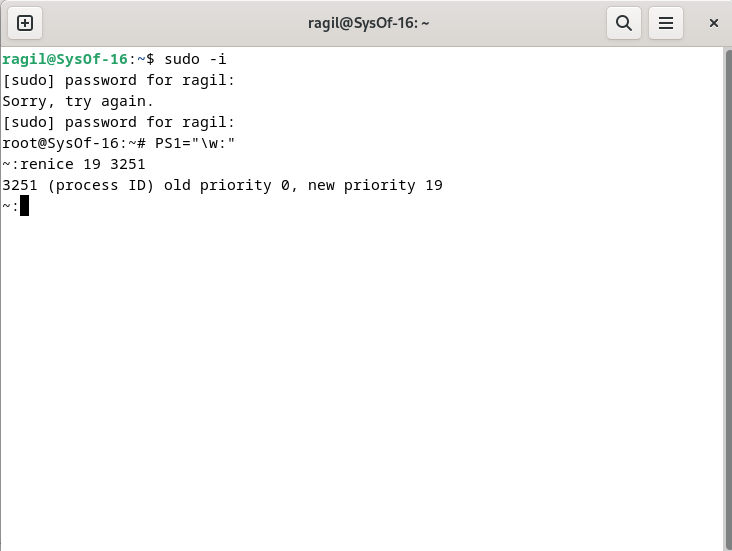 ragil@SysOf-16: ~
ragil@SysOf-16:~$ sudo -i
[sudo] password for ragil:
Sorry, try again.
[sudo] password for ragil:
root@SysOf-16:~# PS1="\w:"
~:renice 19 3251
3251 (process ID) old priority 0, new priority 19
~: